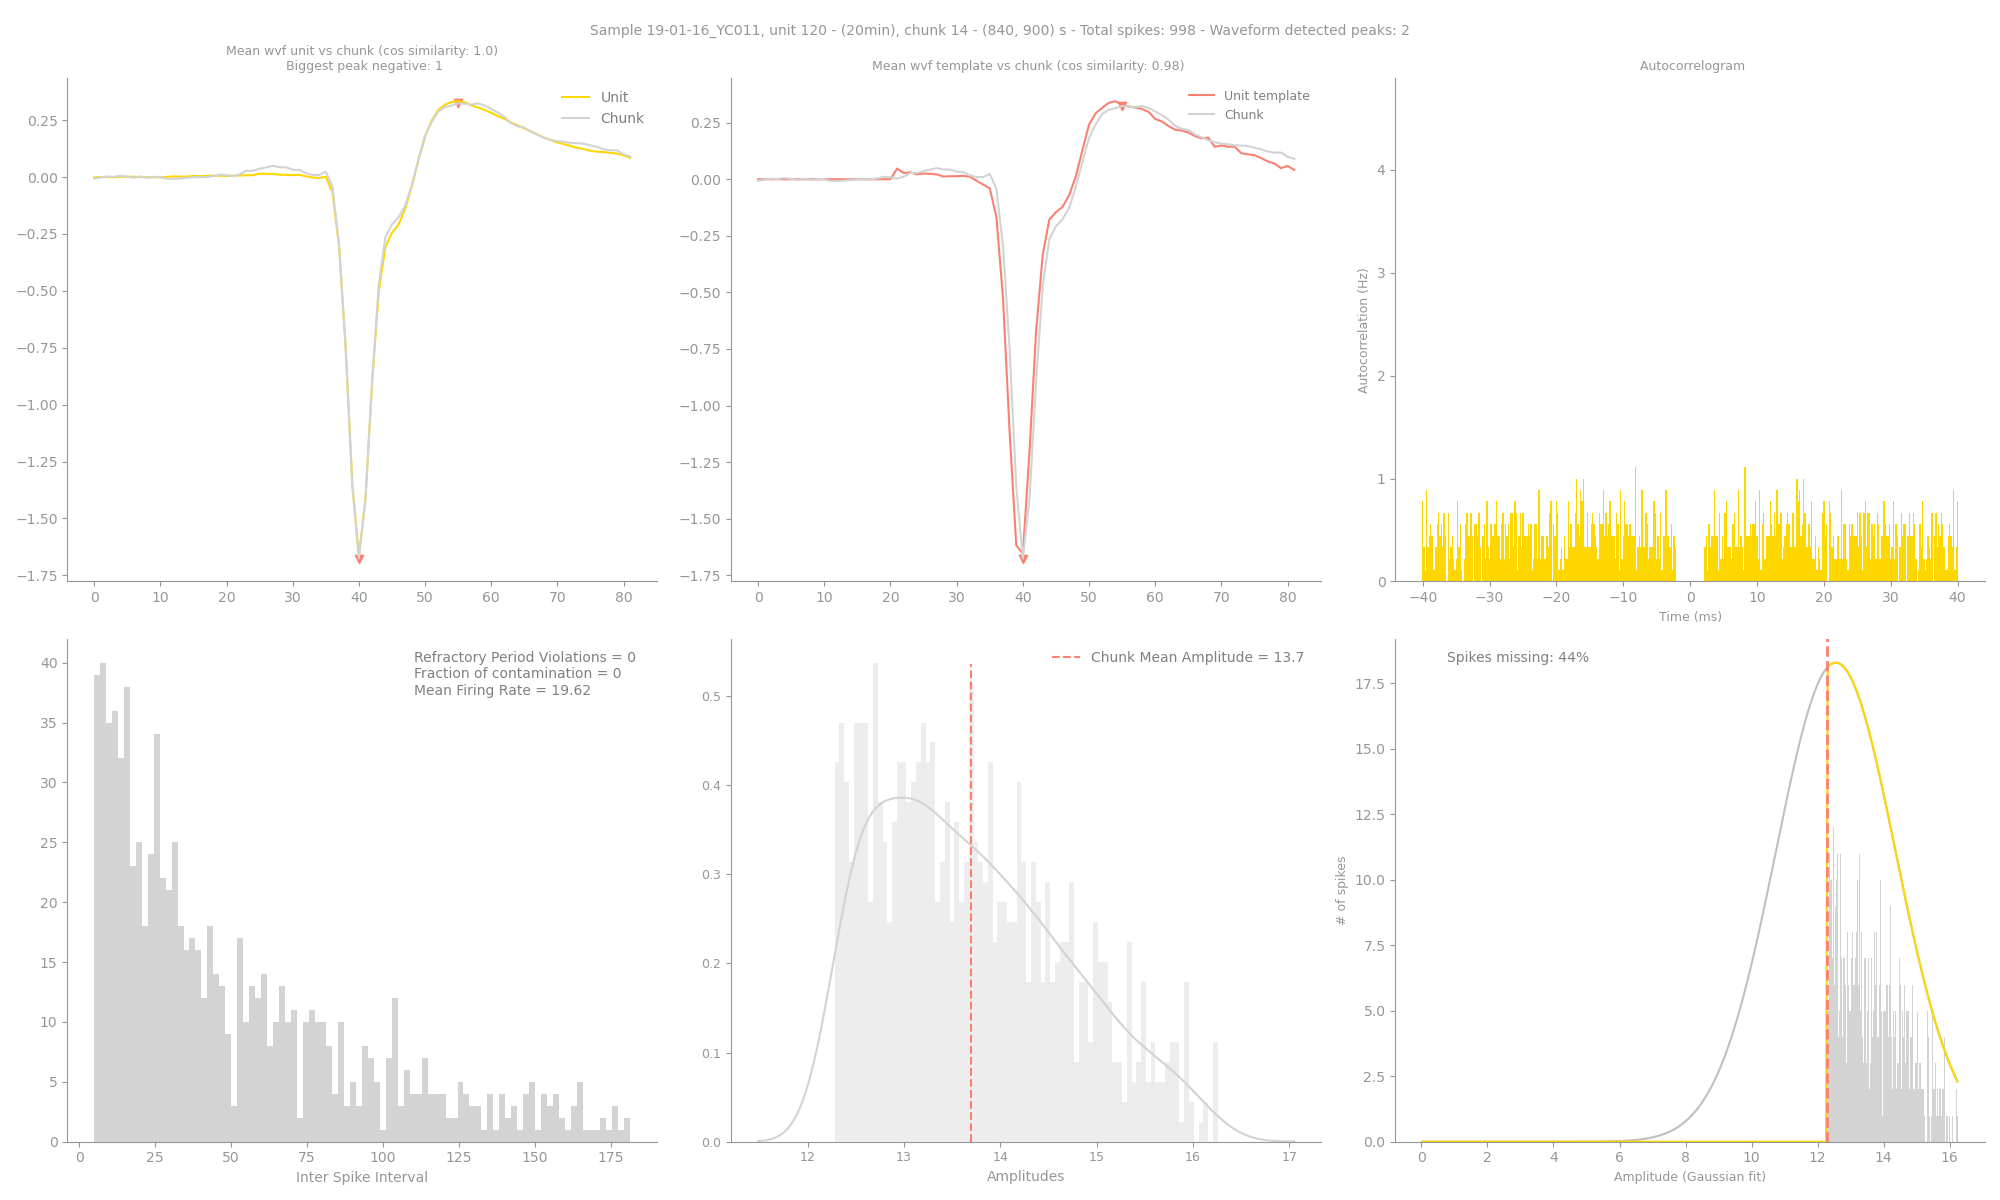 Sample 19-01-16_YC011, unit 120 - (20min), chunk 14 - (840, 900) s - Total spikes: 998 - Waveform detected peaks: 2
Mean wvf unit vs chunk (cos similarity: 1.0)
Biggest peak negative: 1
Unit
Chunk
0.25
0.00
−0.25
−0.50
−0.75
−1.00
−1.25
−1.50
−1.75
0 10 20 30 40 50 60 70 80
Mean wvf template vs chunk (cos similarity: 0.98)
Unit template
Chunk
0.25
0.00
−0.25
−0.50
−0.75
−1.00
−1.25
−1.50
−1.75
0 10 20 30 40 50 60 70 80
Autocorrelogram
Autocorrelation (Hz)
4
3
2
1
0
−40 −30 −20 −10 0 10 20 30 40
Time (ms)
Refractory Period Violations = 0
Fraction of contamination = 0
Mean Firing Rate = 19.62
40
35
30
25
20
15
10
5
0
0 25 50 75 100 125 150 175
Inter Spike Interval
Chunk Mean Amplitude = 13.7
0.5
0.4
0.3
0.2
0.1
0.0
12 13 14 15 16 17
Amplitudes
Spikes missing: 44%
# of spikes
17.5
15.0
12.5
10.0
7.5
5.0
2.5
0.0
0 2 4 6 8 10 12 14 16
Amplitude (Gaussian fit)